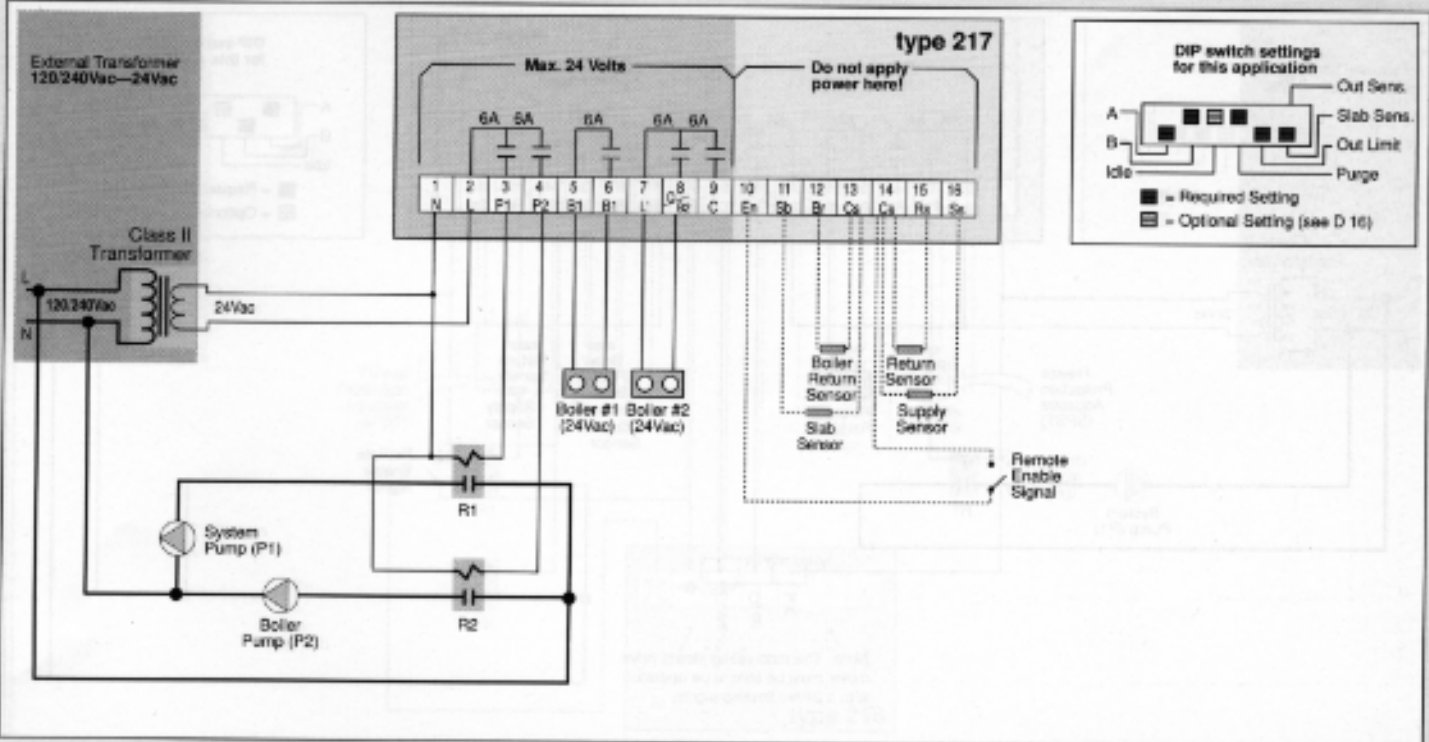 External Transformer
120/240Vac—24Vac
Class II
Transformer
L
120/240Vac
N
24Vac
type 217
Max. 24 Volts
Do not apply
power here!
6A 6A 6A 6A 6A
1 2 3 4 5 6 7 8 9 10 11 12 13 14 15 16
N L P1 P2 B1 B1 L' C En Sb Br Rs Ss
Boiler #1
(24Vac)
Boiler #2
(24Vac)
Boiler
Return
Sensor
Return
Sensor
Slab
Sensor
Supply
Sensor
Remote
Enable
Signal
R1
System
Pump (P1)
R2
Boiler
Pump (P2)
DIP switch settings
for this application
A
B
Idle
Out Sens.
Slab Sens.
Out Limit
Purge
= Required Setting
= Optional Setting (see D 16)